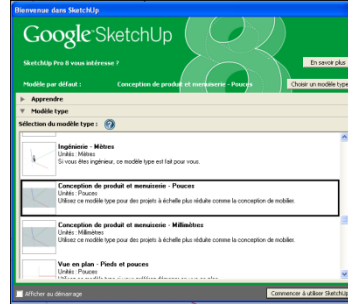 Bienvenue dans SketchUp
Google SketchUp 8
SketchUp Pro 8 vous intéresse ?
En savoir plus
Modèle par défaut : Conception de produit et menuiserie - Pouces
Choisir un modèle type
Apprendre
Modèle type
Sélection du modèle type :
Ingénierie - Mètres
Unités : Mètres
Si vous êtes ingénieur, ce modèle type est fait pour vous.
Conception de produit et menuiserie - Pouces
Unités : Pouces
Utilisez ce modèle type pour des projets à échelle plus réduite comme la conception de mobilier.
Conception de produit et menuiserie - Millimètres
Unités : Millimètres
Utilisez ce modèle type pour des projets à échelle plus réduite comme la conception de mobilier.
Vue en plan - Pieds et pouces
Unités : Pouces
Afficher au démarrage
Commencer à utiliser SketchUp